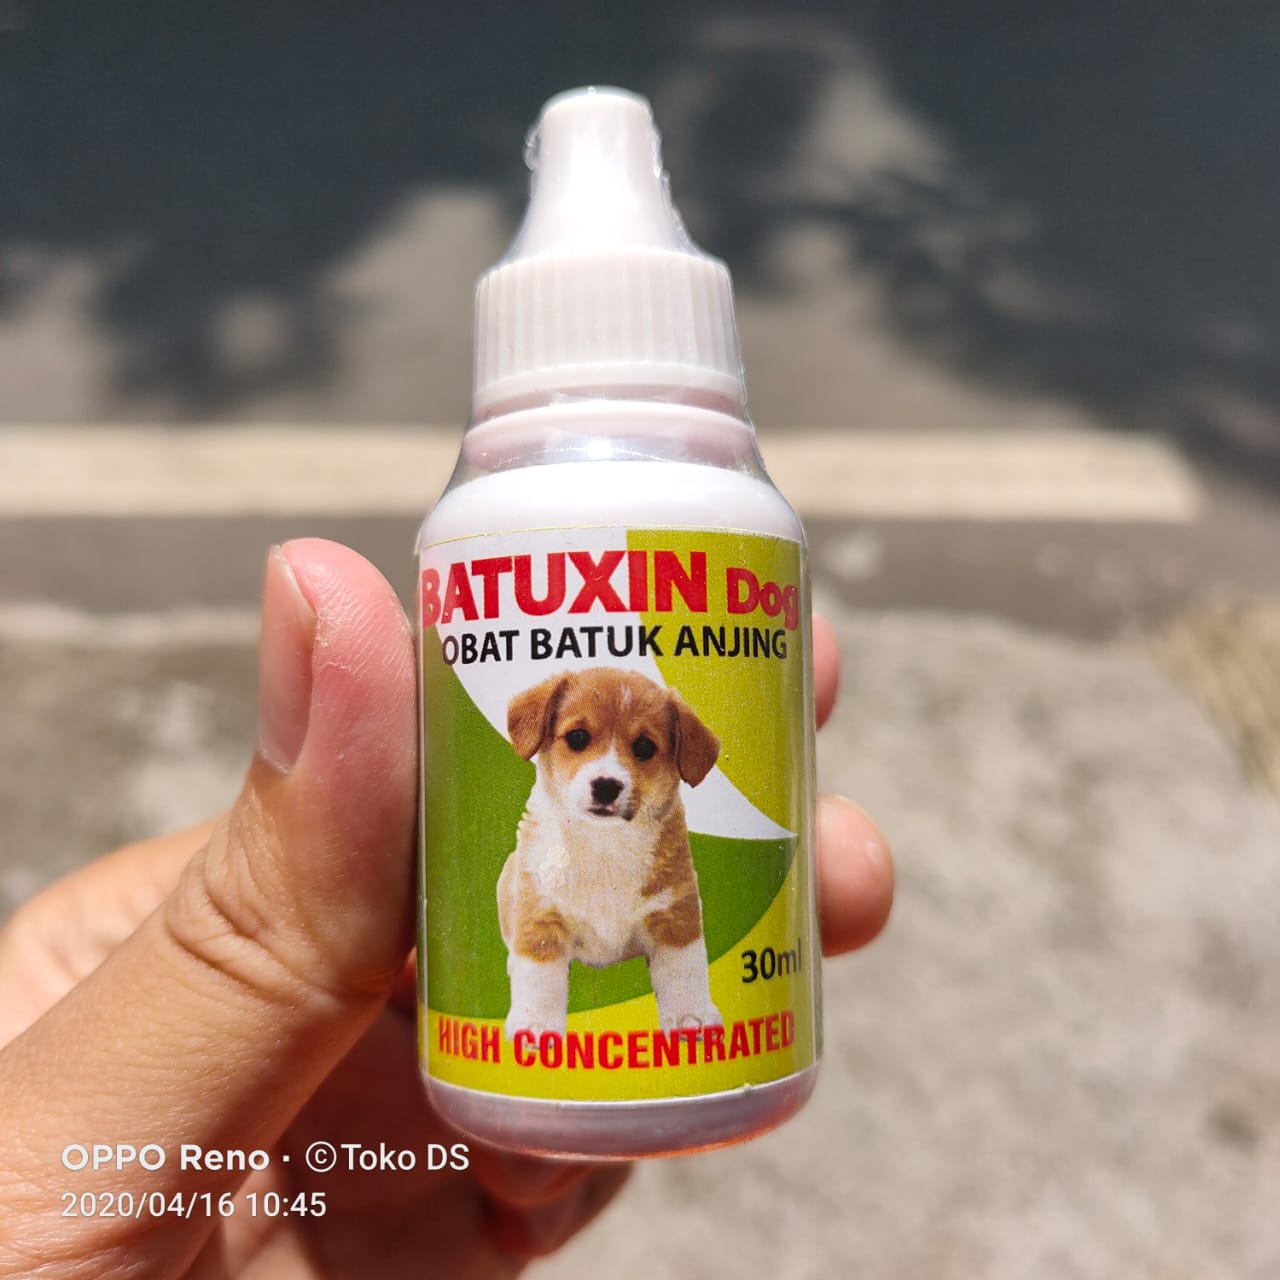 BATUXIN Dog
OBAT BATUK ANJING
30ml
HIGH CONCENTRATED
OPPO Reno · ©Toko DS
2020/04/16 10:45